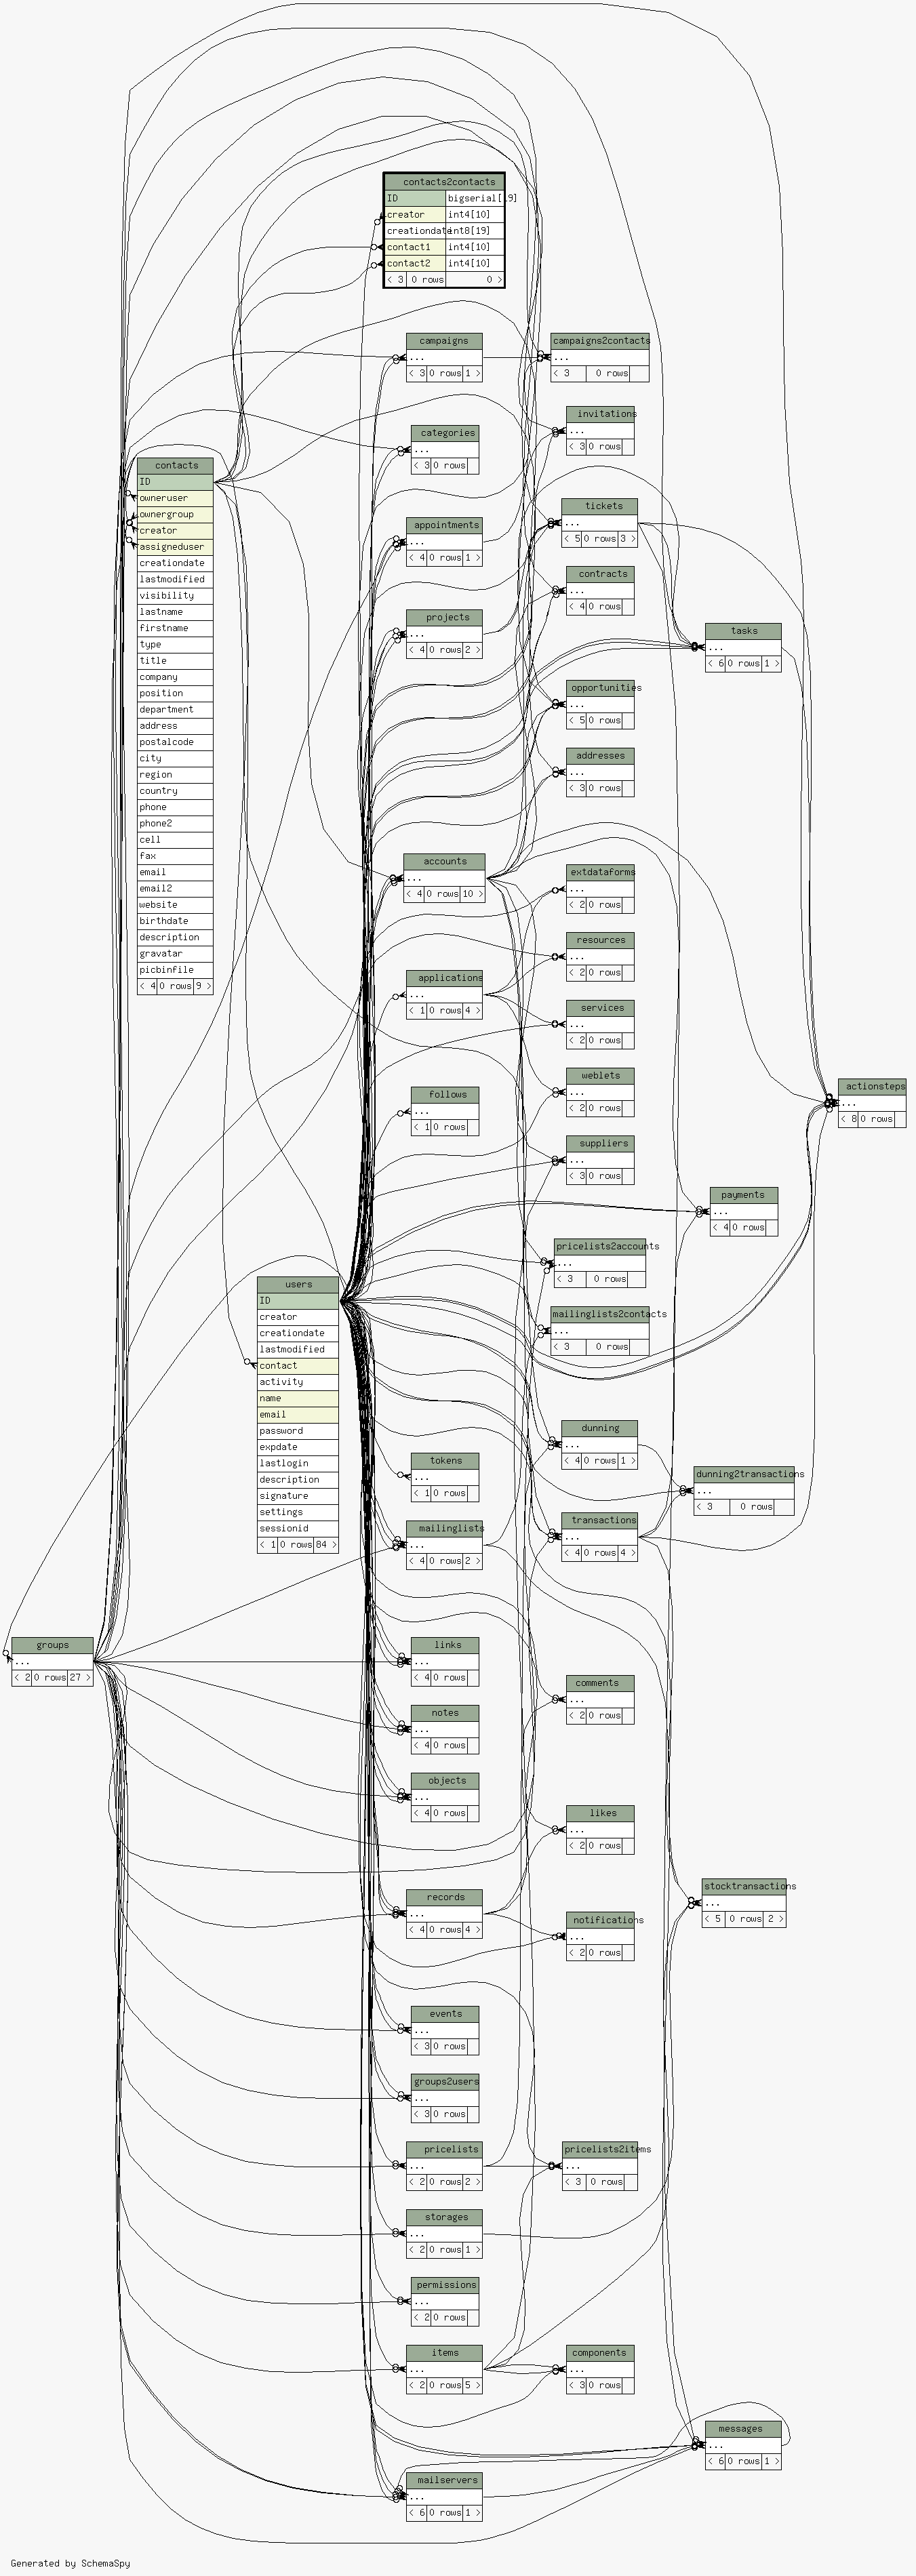 contacts2contacts
ID bigserial[19]
creator int4[10]
creationdate int8[19]
contact1 int4[10]
contact2 int4[10]
< 3 0 rows 0 >
campaigns
...
< 3 0 rows 1 >
campaigns2contacts
...
< 3 0 rows
invitations
...
< 3 0 rows
categories
...
< 3 0 rows
contacts
ID
owneruser
ownergroup
creator
assigneduser
creationdate
lastmodified
visibility
lastname
firstname
type
title
company
position
department
address
postalcode
city
region
country
phone
phone2
cell
fax
email
email2
website
birthdate
description
gravatar
picbinfile
< 4 0 rows 9 >
tickets
...
< 5 0 rows 3 >
appointments
...
< 4 0 rows 1 >
contracts
...
< 4 0 rows
projects
...
< 4 0 rows 2 >
tasks
...
< 6 0 rows 1 >
opportunities
...
< 5 0 rows
addresses
...
< 3 0 rows
accounts
...
< 4 0 rows 10 >
extdataforms
...
< 2 0 rows
resources
...
< 2 0 rows
applications
...
< 1 0 rows 4 >
services
...
< 2 0 rows
weblets
...
< 2 0 rows
actionsteps
...
< 8 0 rows
follows
...
< 1 0 rows
suppliers
...
< 3 0 rows
payments
...
< 4 0 rows
pricelists2accounts
...
< 3 0 rows
users
ID
creator
creationdate
lastmodified
contact
activity
name
email
password
expdate
lastlogin
description
signature
settings
sessionid
< 1 0 rows 84 >
mailinglists2contacts
...
< 3 0 rows
dunning
...
< 4 0 rows 1 >
tokens
...
< 1 0 rows
dunning2transactions
...
< 3 0 rows
transactions
...
< 4 0 rows 4 >
mailinglists
...
< 4 0 rows 2 >
groups
...
< 2 0 rows 27 >
links
...
< 4 0 rows
comments
...
< 2 0 rows
notes
...
< 4 0 rows
objects
...
< 4 0 rows
likes
...
< 2 0 rows
stocktransactions
...
< 5 0 rows 2 >
records
...
< 4 0 rows 4 >
notifications
...
< 2 0 rows
events
...
< 3 0 rows
groups2users
...
< 3 0 rows
pricelists
...
< 2 0 rows 2 >
pricelists2items
...
< 3 0 rows
storages
...
< 2 0 rows 1 >
permissions
...
< 2 0 rows
items
...
< 2 0 rows 5 >
components
...
< 3 0 rows
messages
...
< 6 0 rows 1 >
mailservers
...
< 6 0 rows 1 >
Generated by SchemaSpy